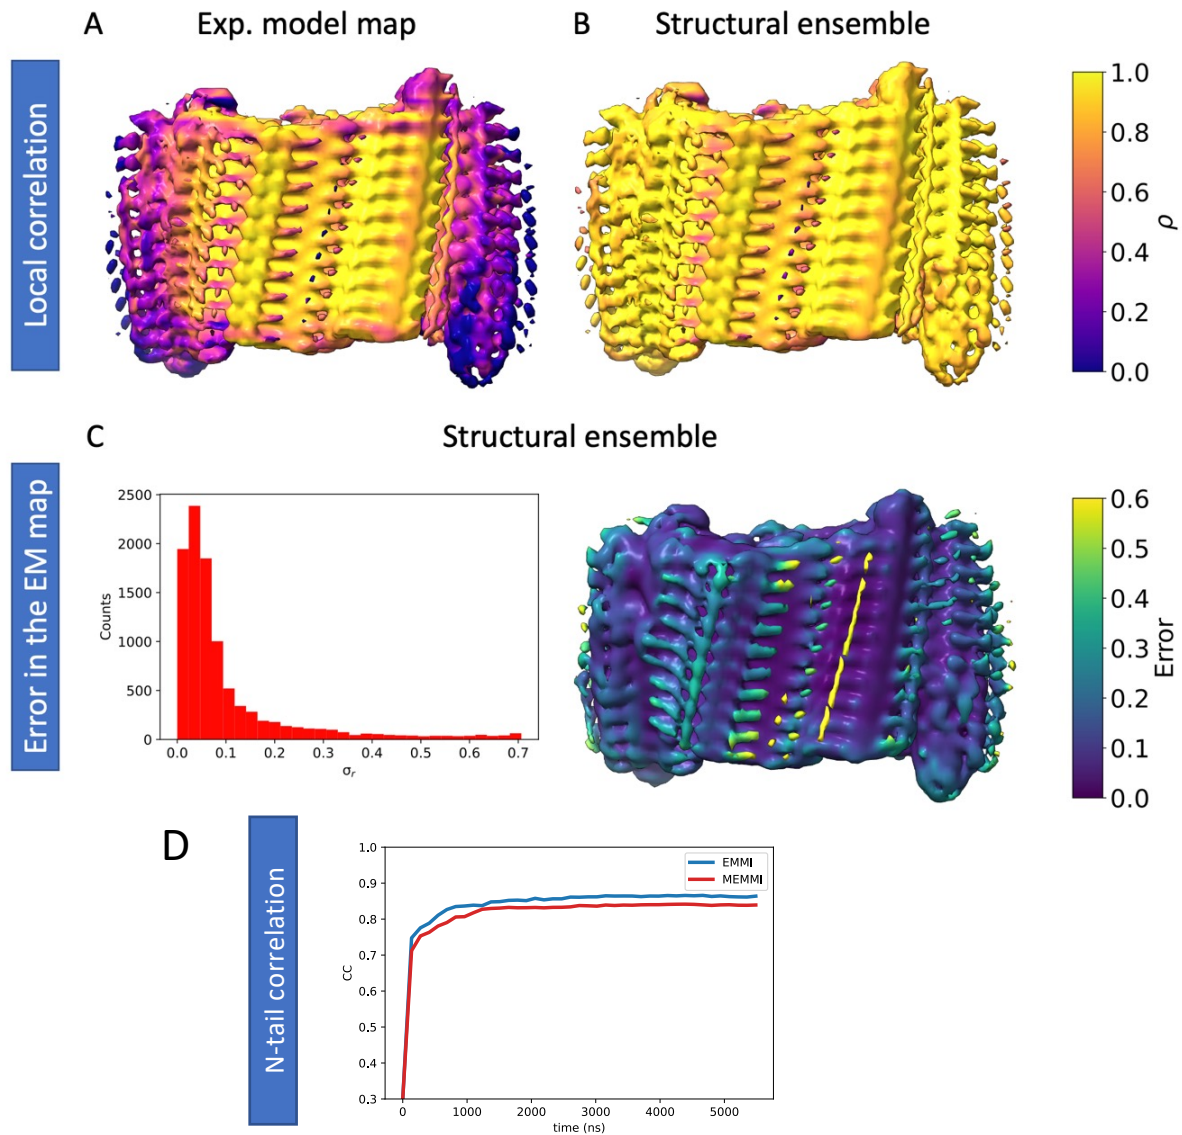 A
Exp. model map
B
Structural ensemble
Local correlation
1.0
0.8
0.6
0.4
0.2
0.0
ρ
C
Structural ensemble
Error in the EM map
2500
2000
1500
1000
500
0
Counts
0.0 0.1 0.2 0.3 0.4 0.5 0.6 0.7
σr
0.6
0.5
0.4
0.3
0.2
0.1
0.0
Error
D
N-tail correlation
1.0
0.9
0.8
0.7
0.6
0.5
0.4
0.3
CC
EMMI
MEMMI
0 1000 2000 3000 4000 5000
time (ns)